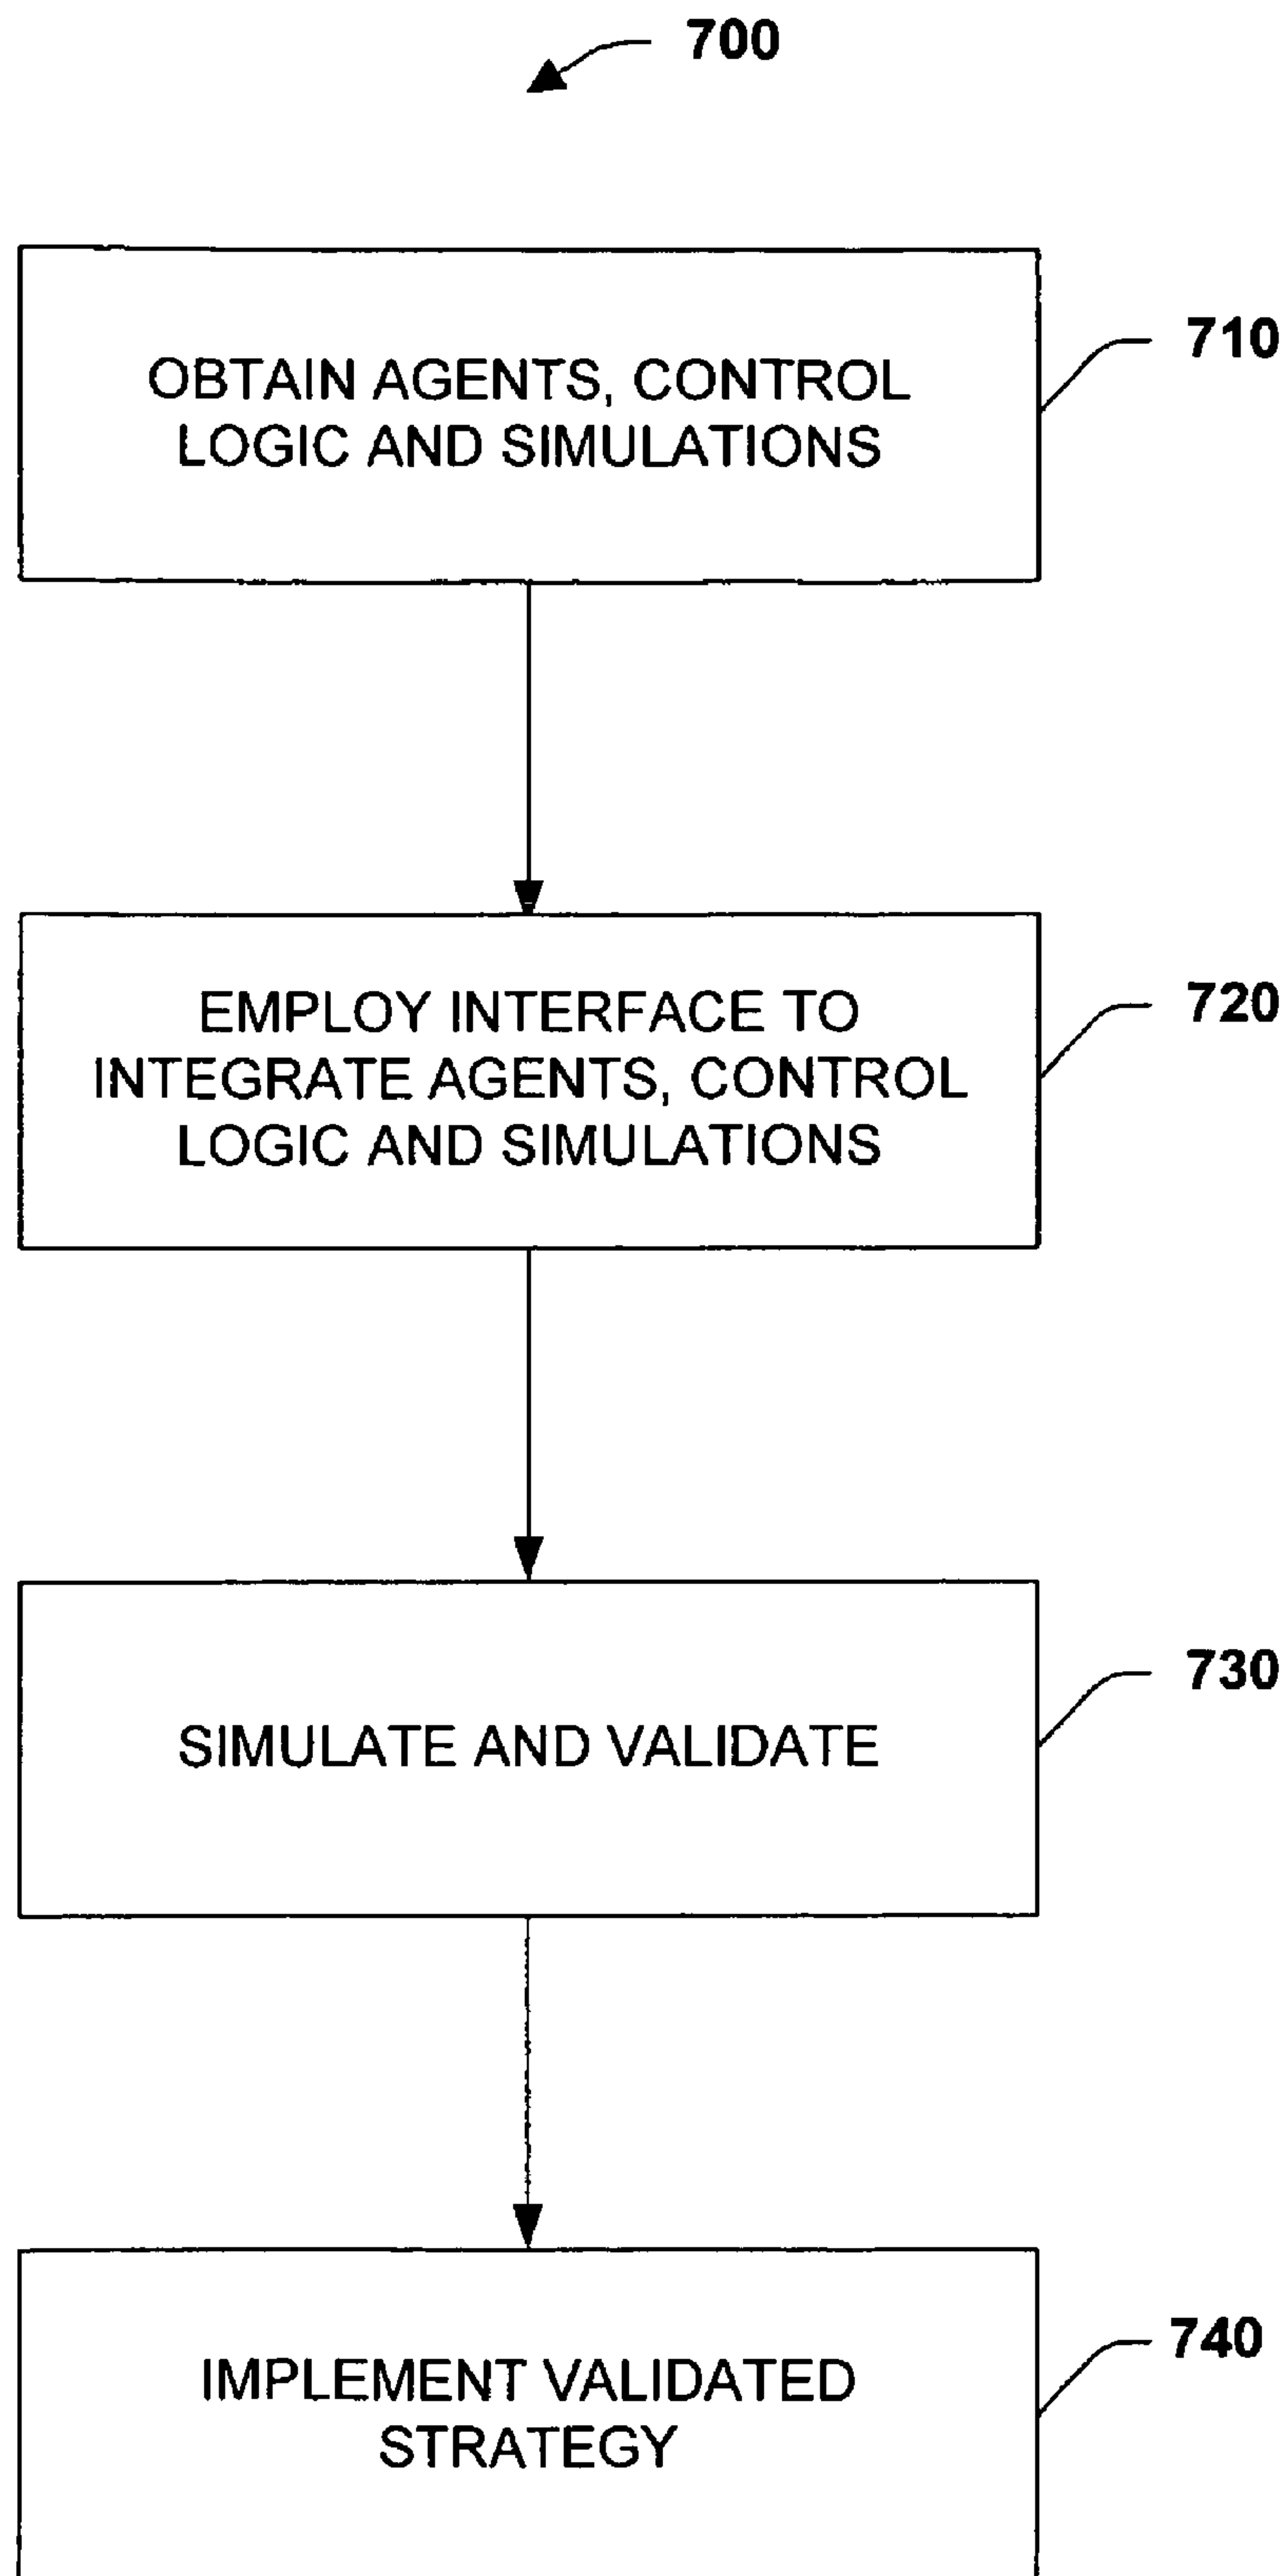 700
OBTAIN AGENTS, CONTROL
LOGIC AND SIMULATIONS
710
EMPLOY INTERFACE TO
INTEGRATE AGENTS, CONTROL
LOGIC AND SIMULATIONS
720
SIMULATE AND VALIDATE
730
IMPLEMENT VALIDATED
STRATEGY
740